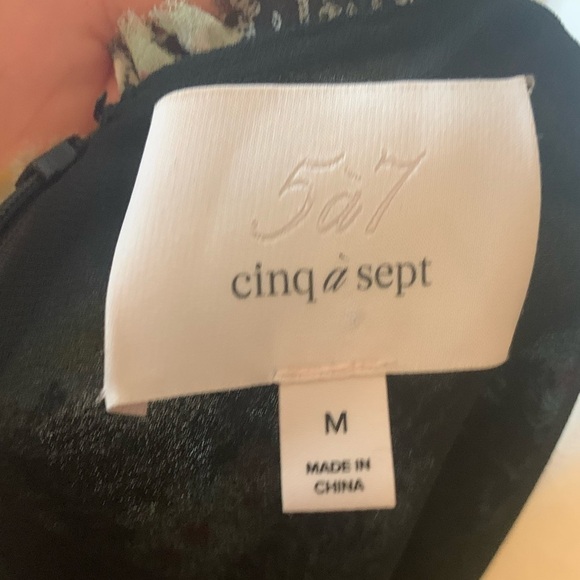 5à7
cinq à sept
M
MADE IN
CHINA